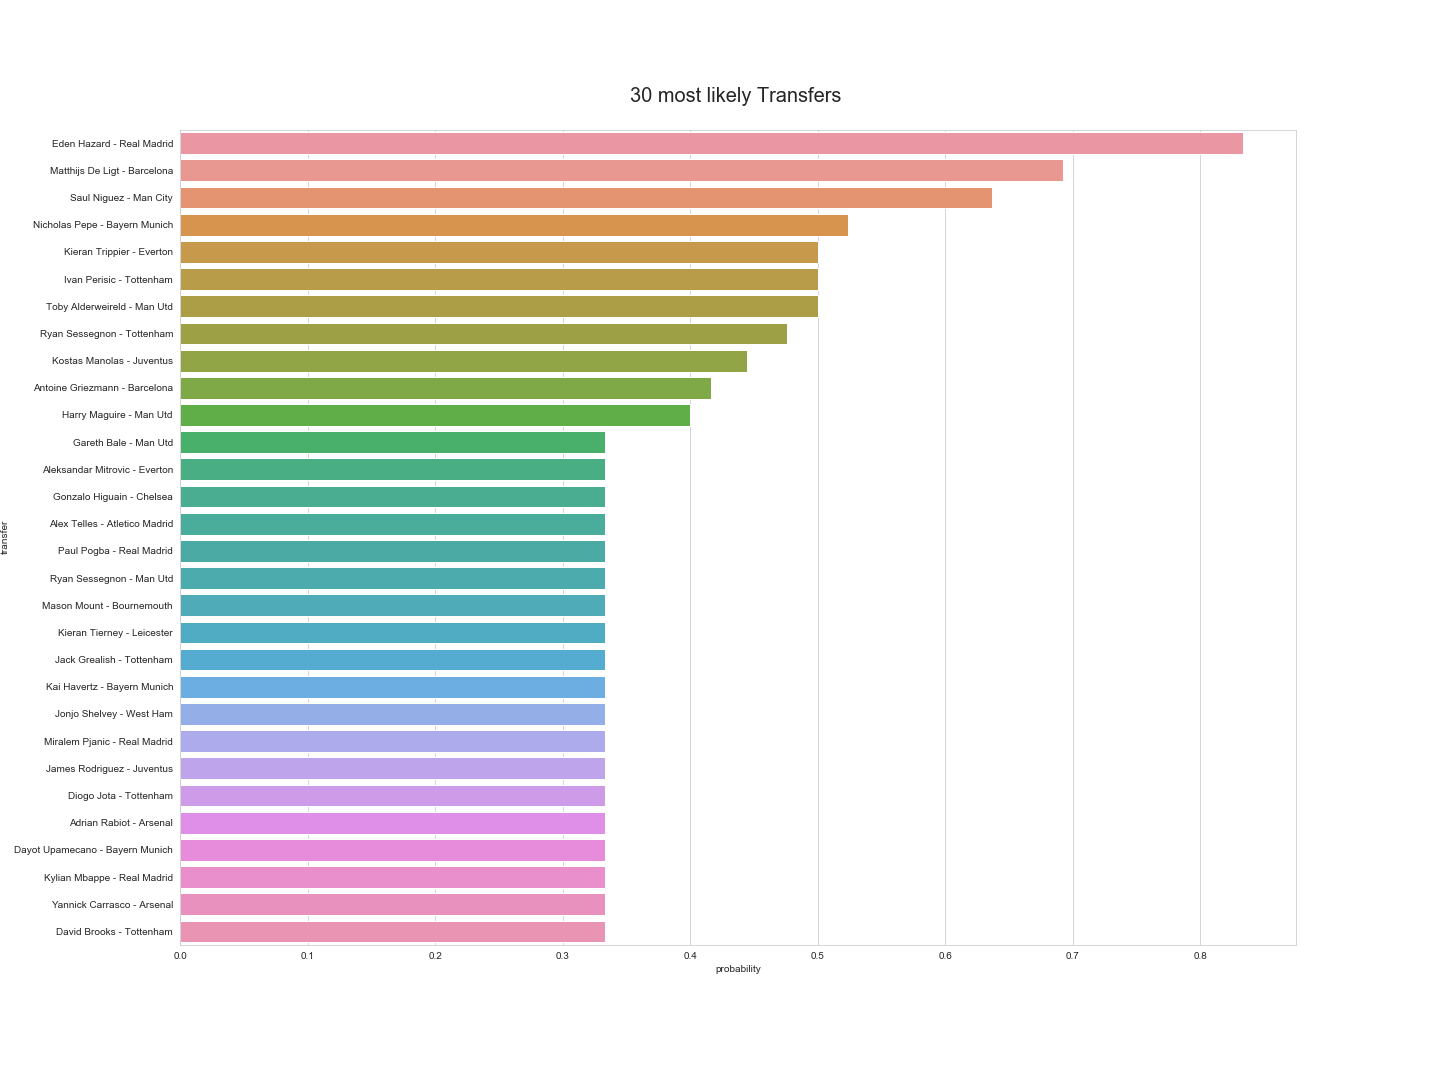 30 most likely Transfers
Eden Hazard - Real Madrid
Matthijs De Ligt - Barcelona
Saul Niguez - Man City
Nicholas Pepe - Bayern Munich
Kieran Trippier - Everton
Ivan Perisic - Tottenham
Toby Alderweireld - Man Utd
Ryan Sessegnon - Tottenham
Kostas Manolas - Juventus
Antoine Griezmann - Barcelona
Harry Maguire - Man Utd
Gareth Bale - Man Utd
Aleksandar Mitrovic - Everton
Gonzalo Higuain - Chelsea
Alex Telles - Atletico Madrid
Paul Pogba - Real Madrid
Ryan Sessegnon - Man Utd
Mason Mount - Bournemouth
Kieran Tierney - Leicester
Jack Grealish - Tottenham
Kai Havertz - Bayern Munich
Jonjo Shelvey - West Ham
Miralem Pjanic - Real Madrid
James Rodriguez - Juventus
Diogo Jota - Tottenham
Adrian Rabiot - Arsenal
Dayot Upamecano - Bayern Munich
Kylian Mbappe - Real Madrid
Yannick Carrasco - Arsenal
David Brooks - Tottenham
transfer
0.0 0.1 0.2 0.3 0.4 0.5 0.6 0.7 0.8
probability